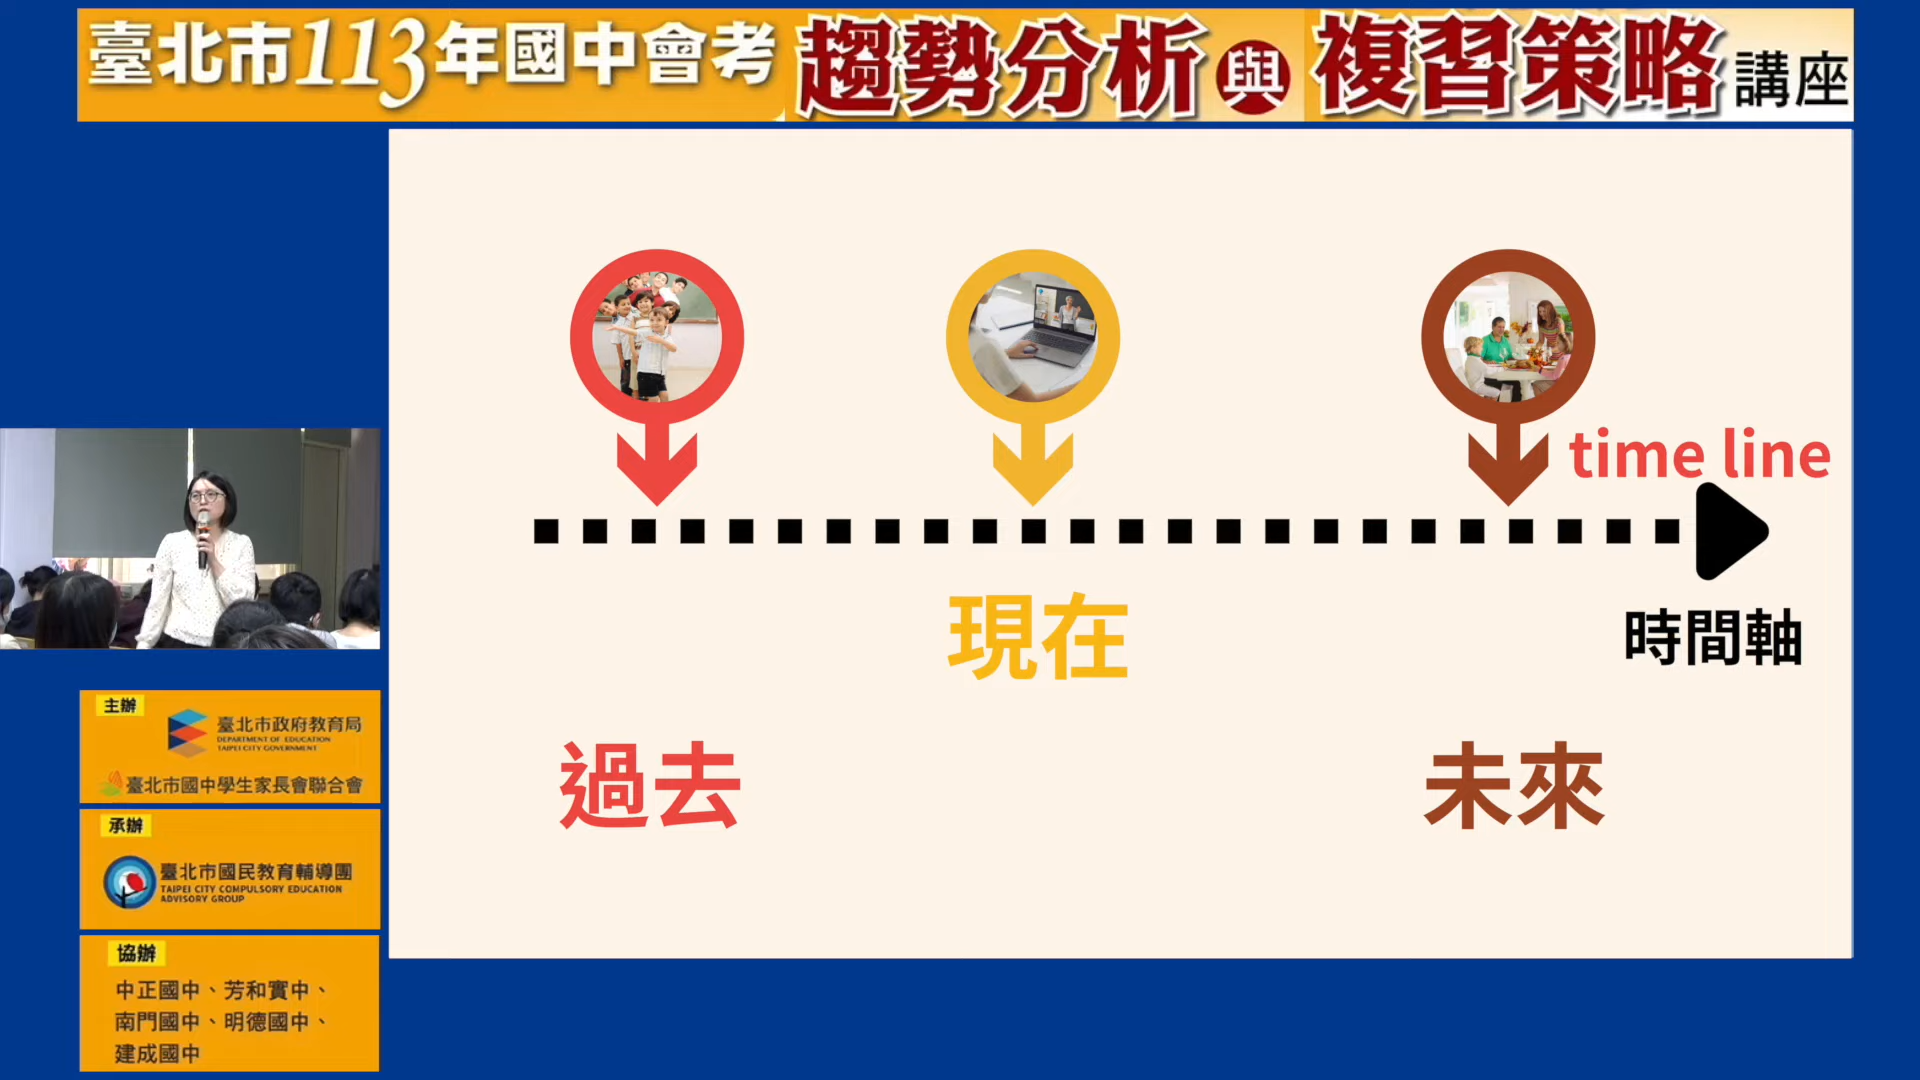 臺北市113年國中會考 趨勢分析與複習策略講座
time line
現在
時間軸
過去
未來
主辦
臺北市政府教育局
DEPARTMENT OF EDUCATION
TAIPEI CITY GOVERNMENT
臺北市國中學生家長會聯合會
承辦
臺北市國民教育輔導團
TAIPEI CITY COMPULSORY EDUCATION
ADVISORY GROUP
協辦
中正國中、芳和實中、
南門國中、明德國中、
建成國中